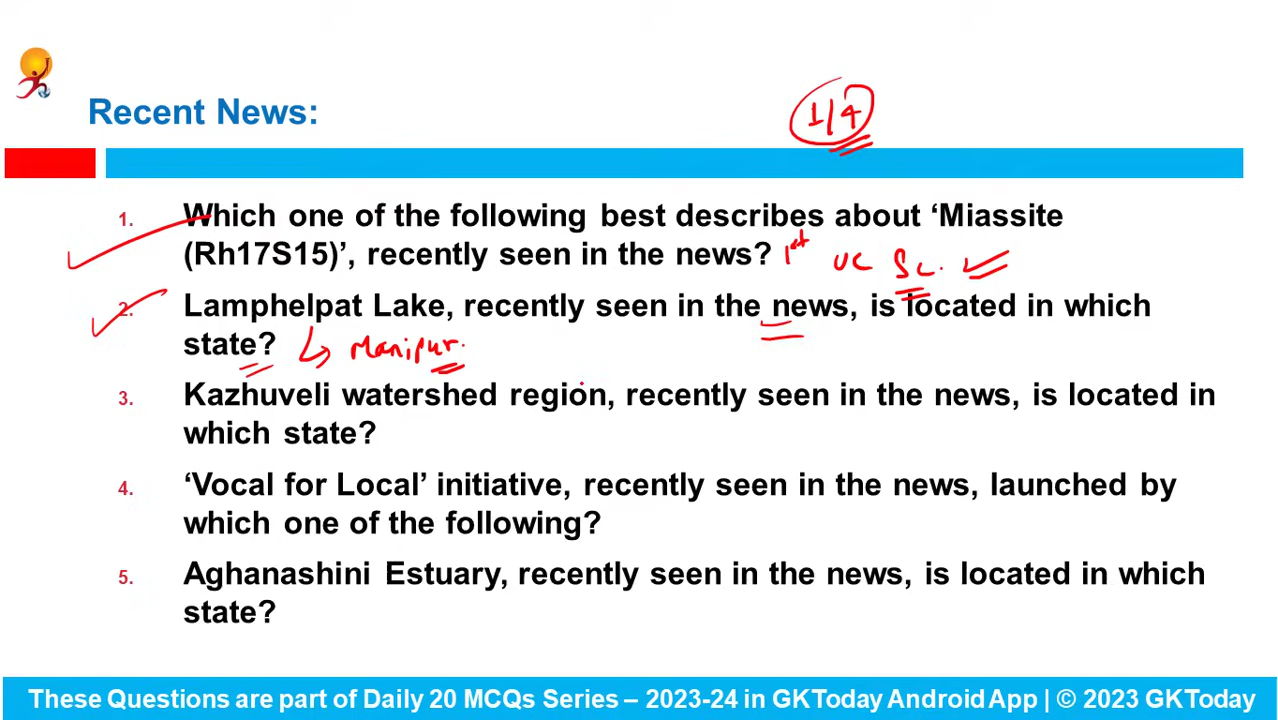 Recent News:
1/4
1. Which one of the following best describes about ‘Miassite
(Rh17S15)’, recently seen in the news? 1st UC SC.
2. Lamphelpat Lake, recently seen in the news, is located in which
state? Manipur.
3. Kazhuveli watershed region, recently seen in the news, is located in
which state?
4. ‘Vocal for Local’ initiative, recently seen in the news, launched by
which one of the following?
5. Aghanashini Estuary, recently seen in the news, is located in which
state?
These Questions are part of Daily 20 MCQs Series – 2023-24 in GKToday Android App | © 2023 GKToday